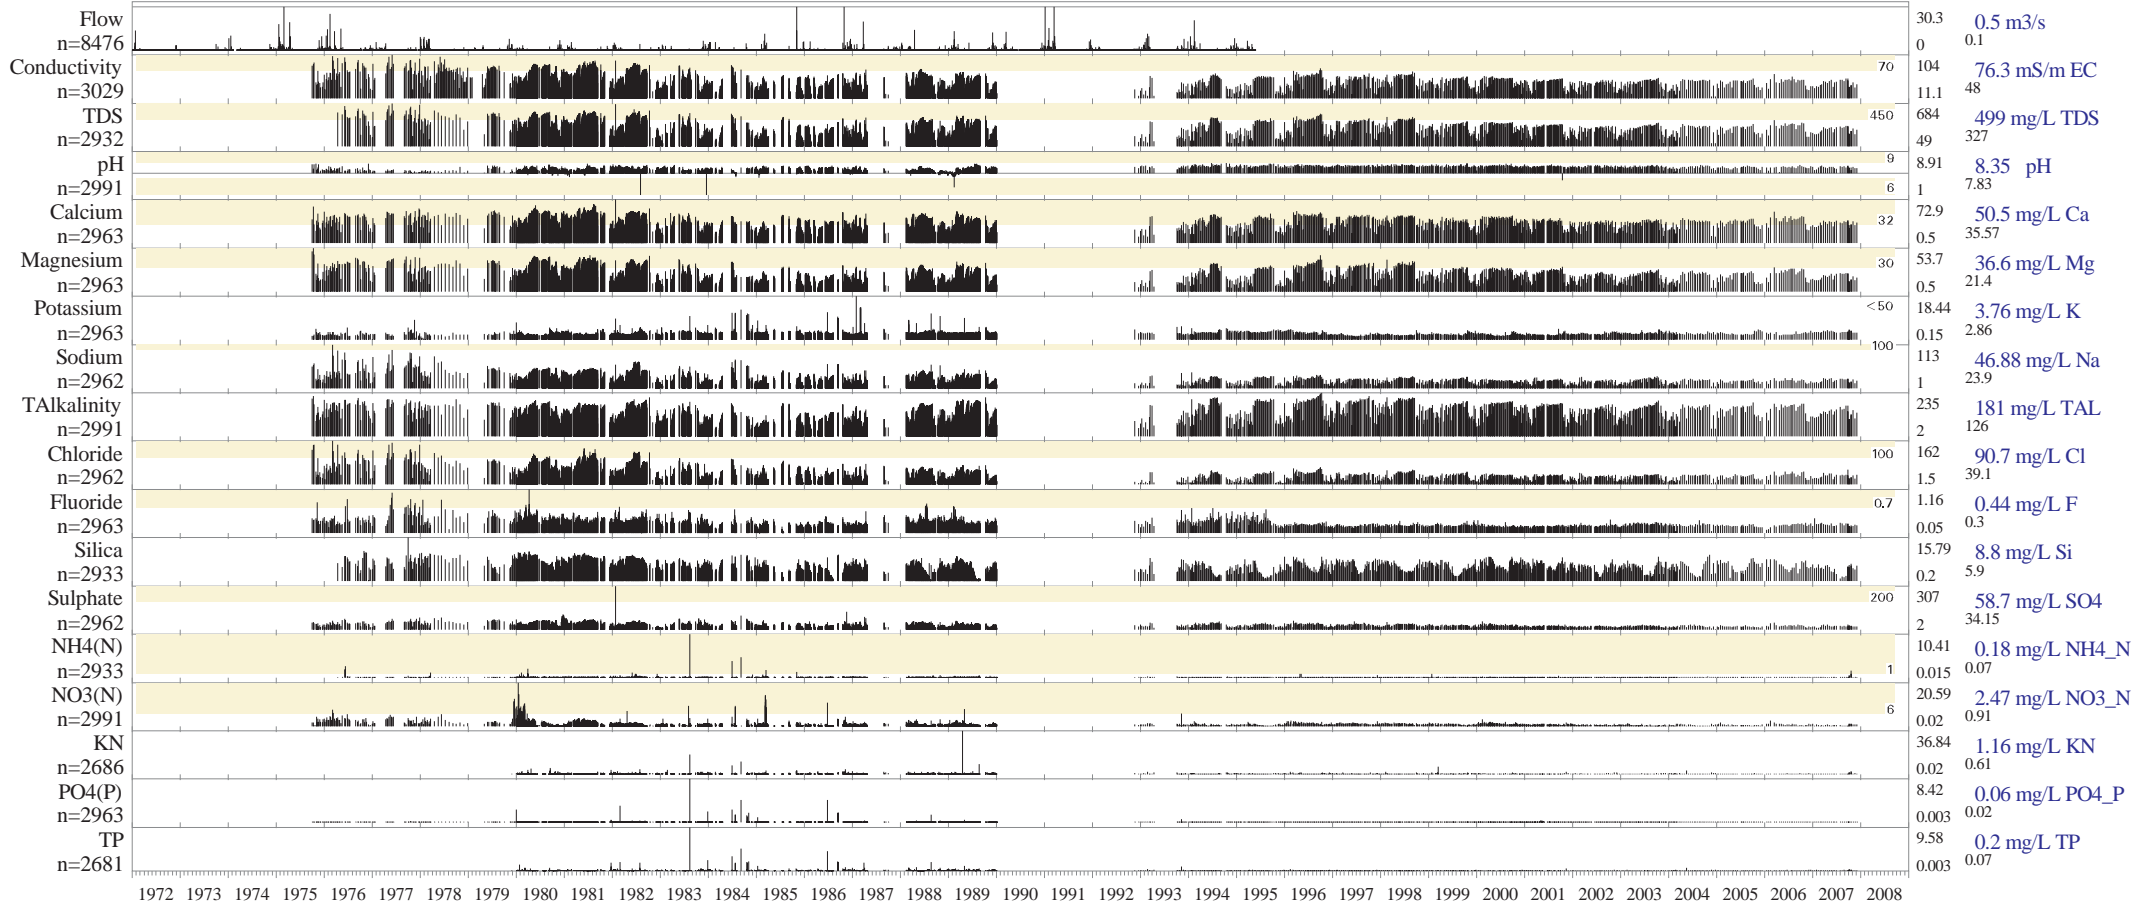 Flow
n=8476
30.3
0
0.5 m3/s
0.1
Conductivity
n=3029
70
104
11.1
76.3 mS/m EC
48
TDS
n=2932
450
684
49
499 mg/L TDS
327
pH
n=2991
9
6
8.91
1
8.35 pH
7.83
Calcium
n=2963
32
72.9
0.5
50.5 mg/L Ca
35.57
Magnesium
n=2963
30
53.7
0.5
36.6 mg/L Mg
21.4
Potassium
n=2963
<50
18.44
0.15
3.76 mg/L K
2.86
Sodium
n=2962
100
113
1
46.88 mg/L Na
23.9
TAlkalinity
n=2991
235
2
181 mg/L TAL
126
Chloride
n=2962
100
162
1.5
90.7 mg/L Cl
39.1
Fluoride
n=2963
0.7
1.16
0.05
0.44 mg/L F
0.3
Silica
n=2933
15.79
0.2
8.8 mg/L Si
5.9
Sulphate
n=2962
200
307
2
58.7 mg/L SO4
34.15
NH4(N)
n=2933
1
10.41
0.015
0.18 mg/L NH4_N
0.07
NO3(N)
n=2991
6
20.59
0.02
2.47 mg/L NO3_N
0.91
KN
n=2686
36.84
0.02
1.16 mg/L KN
0.61
PO4(P)
n=2963
8.42
0.003
0.06 mg/L PO4_P
0.02
TP
n=2681
9.58
0.003
0.2 mg/L TP
0.07
1972 1973 1974 1975 1976 1977 1978 1979 1980 1981 1982 1983 1984 1985 1986 1987 1988 1989 1990 1991 1992 1993 1994 1995 1996 1997 1998 1999 2000 2001 2002 2003 2004 2005 2006 2007 2008